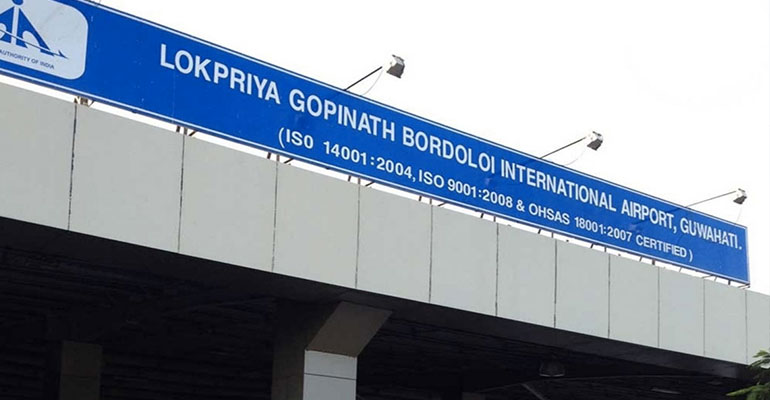 AUTHORITY OF INDIA
LOKPRIYA GOPINATH BORDOLOI INTERNATIONAL AIRPORT, GUWAHATI.
(ISO 14001:2004, ISO 9001:2008 & OHSAS 18001:2007 CERTIFIED)